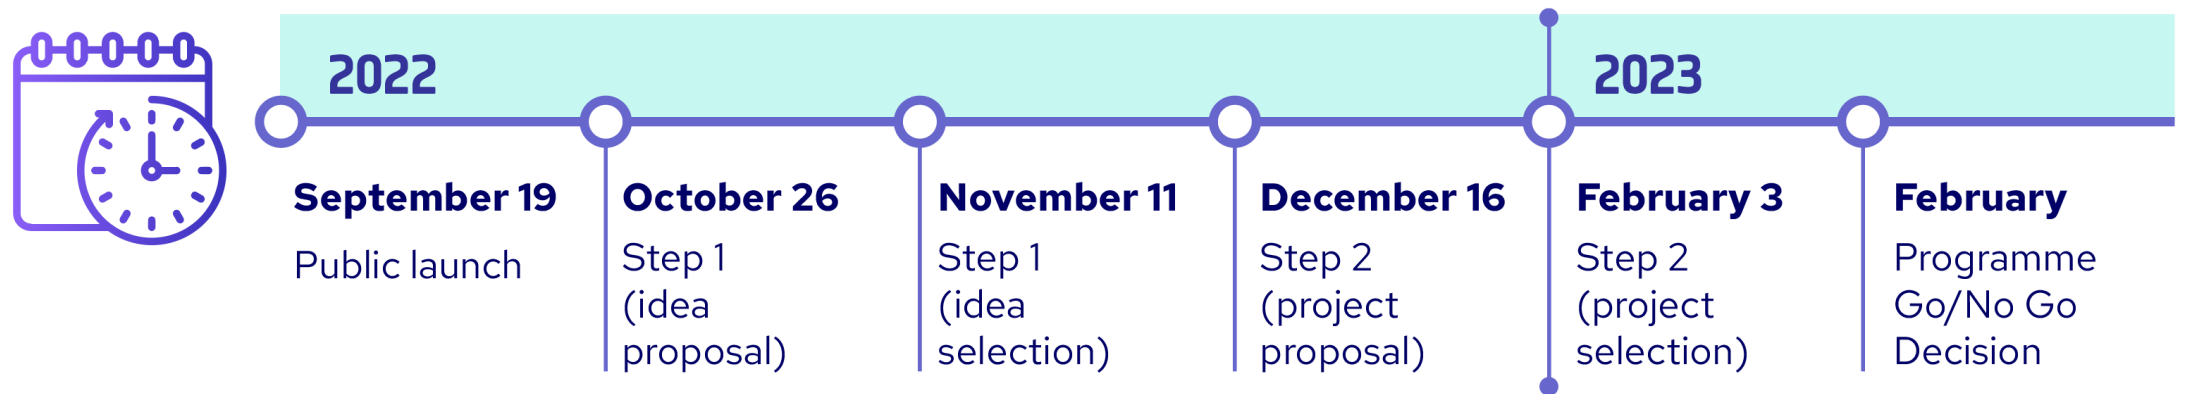 2022
2023
September 19
Public launch
October 26
Step 1
(idea
proposal)
November 11
Step 1
(idea
selection)
December 16
Step 2
(project
proposal)
February 3
Step 2
(project
selection)
February
Programme
Go/No Go
Decision